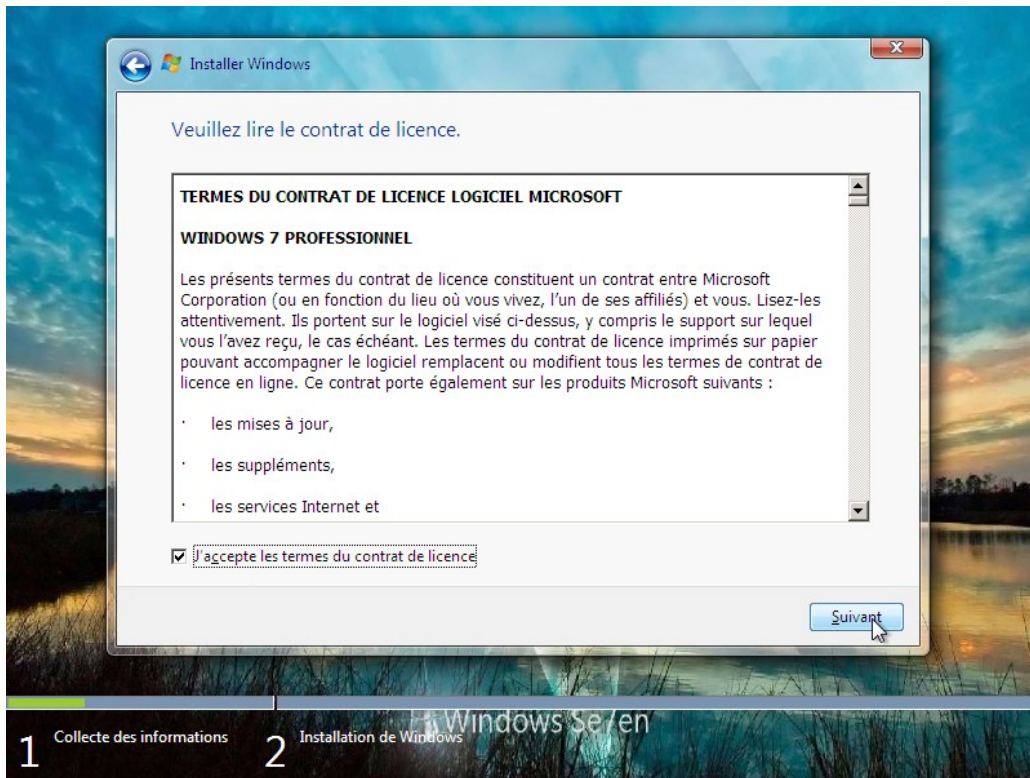 Installer Windows
Veuillez lire le contrat de licence.
TERMES DU CONTRAT DE LICENCE LOGICIEL MICROSOFT
WINDOWS 7 PROFESSIONNEL
Les présents termes du contrat de licence constituent un contrat entre Microsoft
Corporation (ou en fonction du lieu où vous vivez, l’un de ses affiliés) et vous. Lisez-les
attentivement. Ils portent sur le logiciel visé ci-dessus, y compris le support sur lequel
vous l’avez reçu, le cas échéant. Les termes du contrat de licence imprimés sur papier
pouvant accompagner le logiciel remplacent ou modifient tous les termes de contrat de
licence en ligne. Ce contrat porte également sur les produits Microsoft suivants :
· les mises à jour,
· les suppléments,
· les services Internet et
J'accepte les termes du contrat de licence
Suivant
Windows Se7en
1 Collecte des informations 2 Installation de Windows